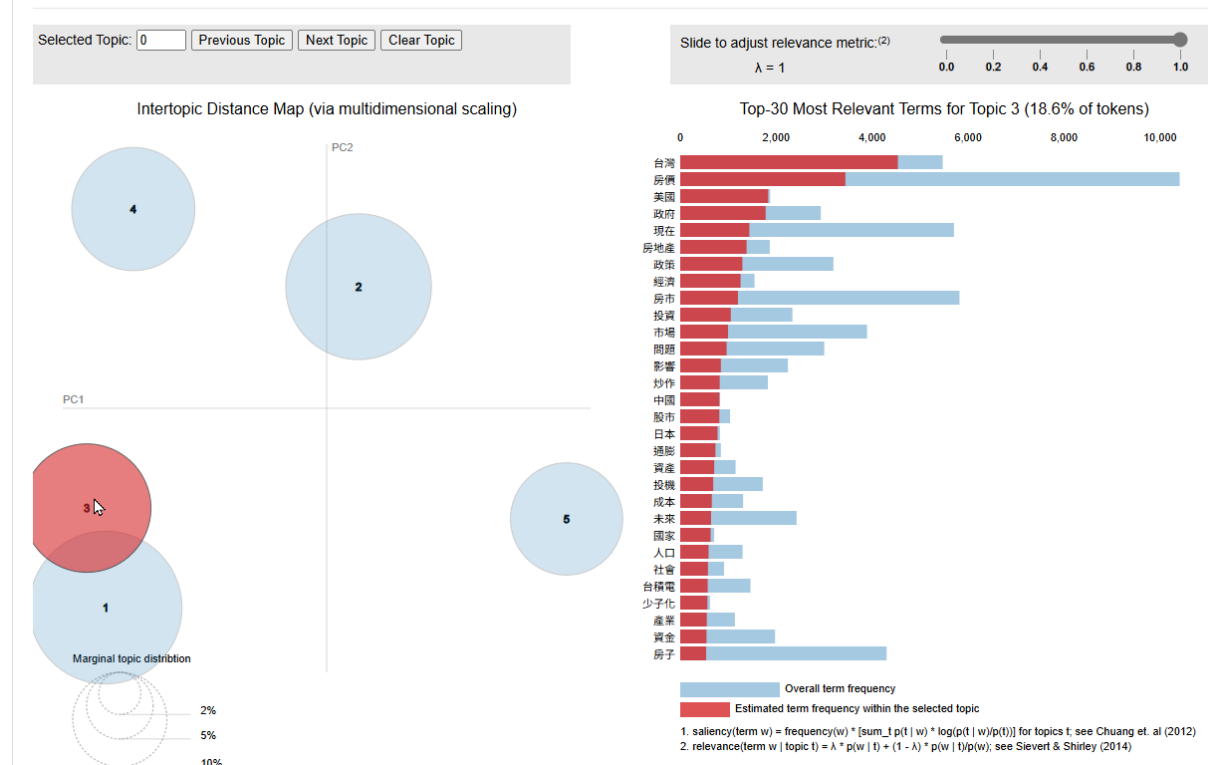 Selected Topic: 0 Previous Topic Next Topic Clear Topic
Slide to adjust relevance metric:(2)
λ = 1
0.0 0.2 0.4 0.6 0.8 1.0
Intertopic Distance Map (via multidimensional scaling)
PC2
PC1
4
2
3
5
1
Marginal topic distribtion
2%
5%
10%
Top-30 Most Relevant Terms for Topic 3 (18.6% of tokens)
0 2,000 4,000 6,000 8,000 10,000
台灣
房價
美國
政府
現在
房地產
政策
經濟
房市
投資
市場
問題
影響
炒作
中國
股市
日本
通膨
資產
投機
成本
未來
國家
人口
社會
台積電
少子化
產業
資金
房子
Overall term frequency
Estimated term frequency within the selected topic
1. saliency(term w) = frequency(w) * [sum_t p(t | w) * log(p(t | w)/p(t))] for topics t; see Chuang et. al (2012)
2. relevance(term w | topic t) = λ * p(w | t) + (1 - λ) * p(w | t)/p(w); see Sievert & Shirley (2014)